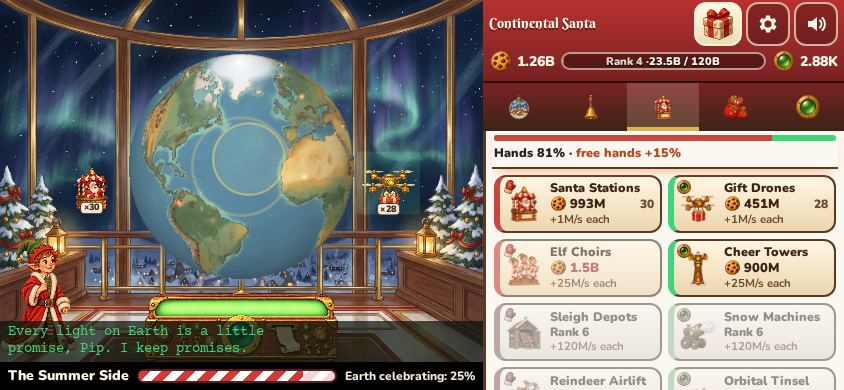 Continental Santa
1.26B
Rank 4 · 23.5B / 120B
2.88K
Hands 81% · free hands +15%
Santa Stations
993M
30
+1M/s each
Gift Drones
451M
28
+1M/s each
Elf Choirs
1.5B
+25M/s each
Cheer Towers
900M
+25M/s each
Sleigh Depots
Rank 6
+120M/s each
Snow Machines
Rank 6
+120M/s each
Reindeer Airlift
Orbital Tinsel
×30
×28
Every light on Earth is a little
promise, Pip. I keep promises.
The Summer Side
Earth celebrating: 25%